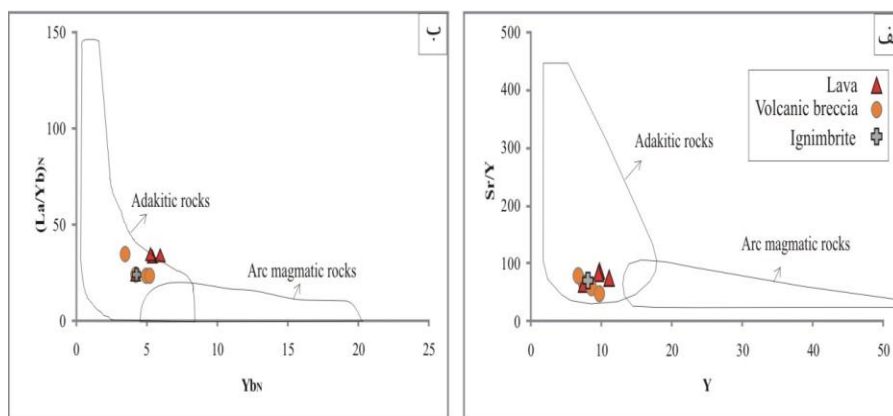 150
100
50
0
0
5
10
15
20
25
(La/Yb)N
YbN
Adakitic rocks
Arc magmatic rocks
ب-
500
400
300
200
100
0
0
10
20
30
40
50
Sr/Y
Y
Lava
Volcanic breccia
Ignimbrite
Adakitic rocks
Arc magmatic rocks